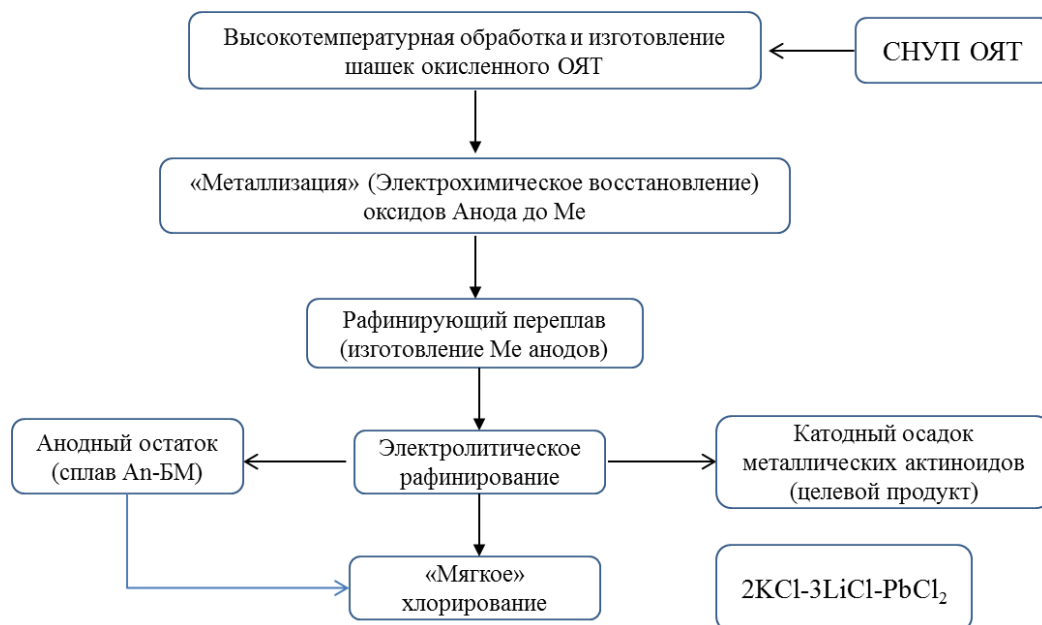 Высокотемпературная обработка и изготовление
шашек окисленного ОЯТ
СНУП ОЯТ
«Металлизация» (Электрохимическое восстановление)
оксидов Анода до Ме
Рафинирующий переплав
(изготовление Ме анодов)
Анодный остаток
(сплав An-БМ)
Электролитическое
рафинирование
Катодный осадок
металлических актиноидов
(целевой продукт)
«Мягкое»
хлорирование
2KCl-3LiCl-PbCl₂